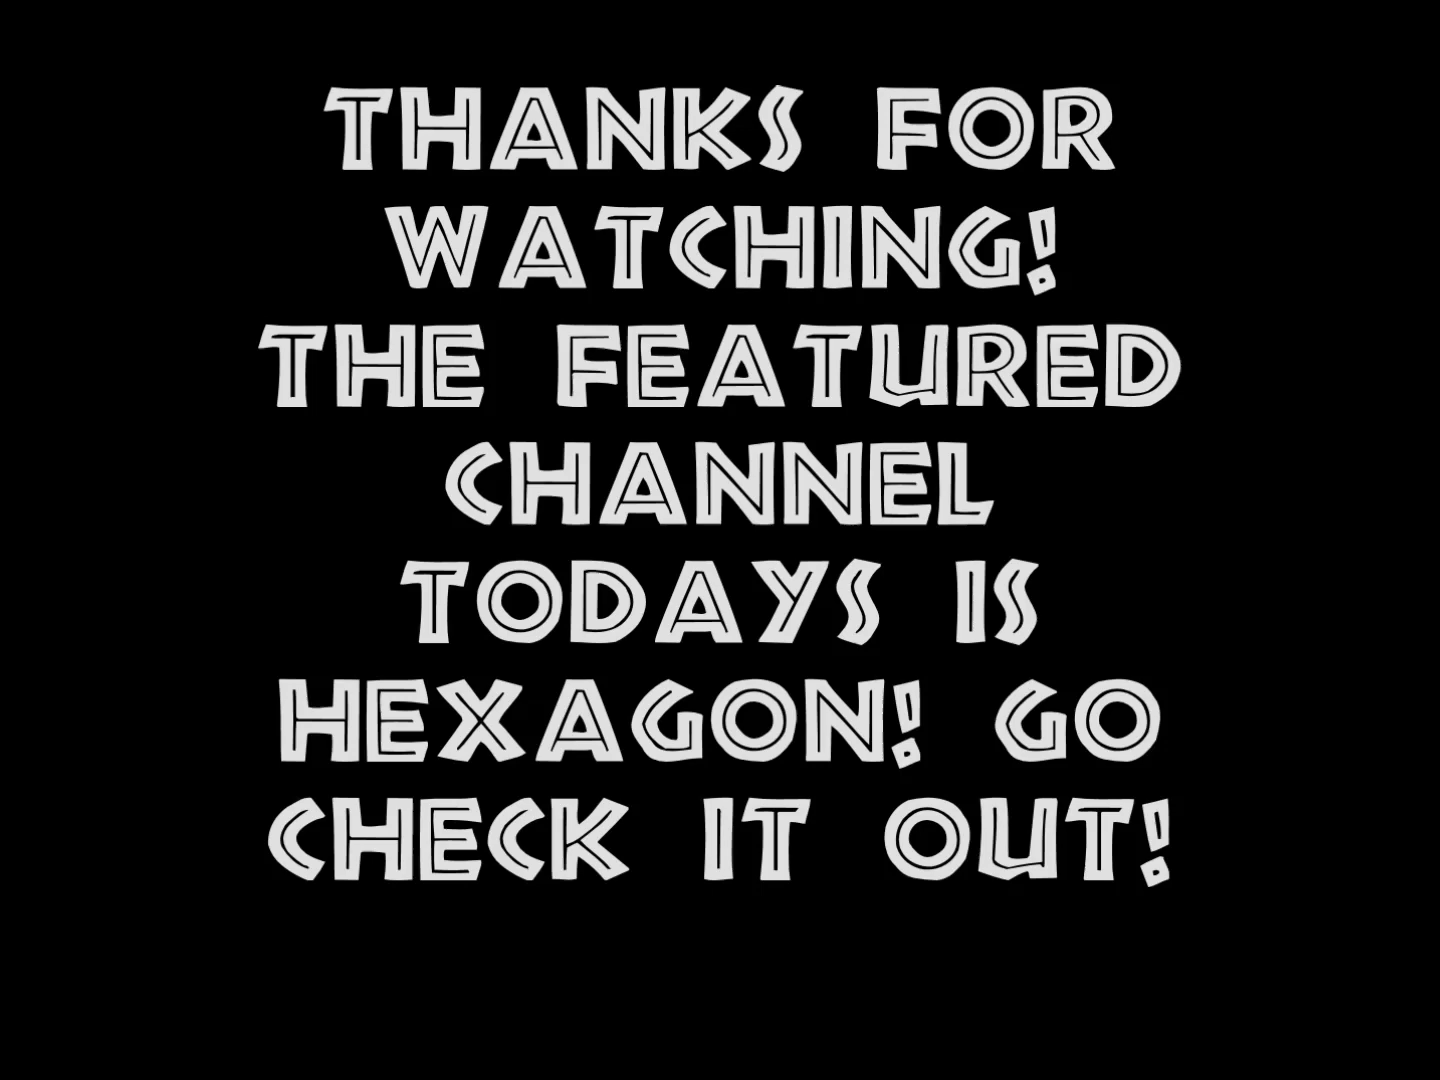 THANKS FOR
WATCHING!
THE FEATURED
CHANNEL
TODAYS IS
HEXAGON! GO
CHECK IT OUT!